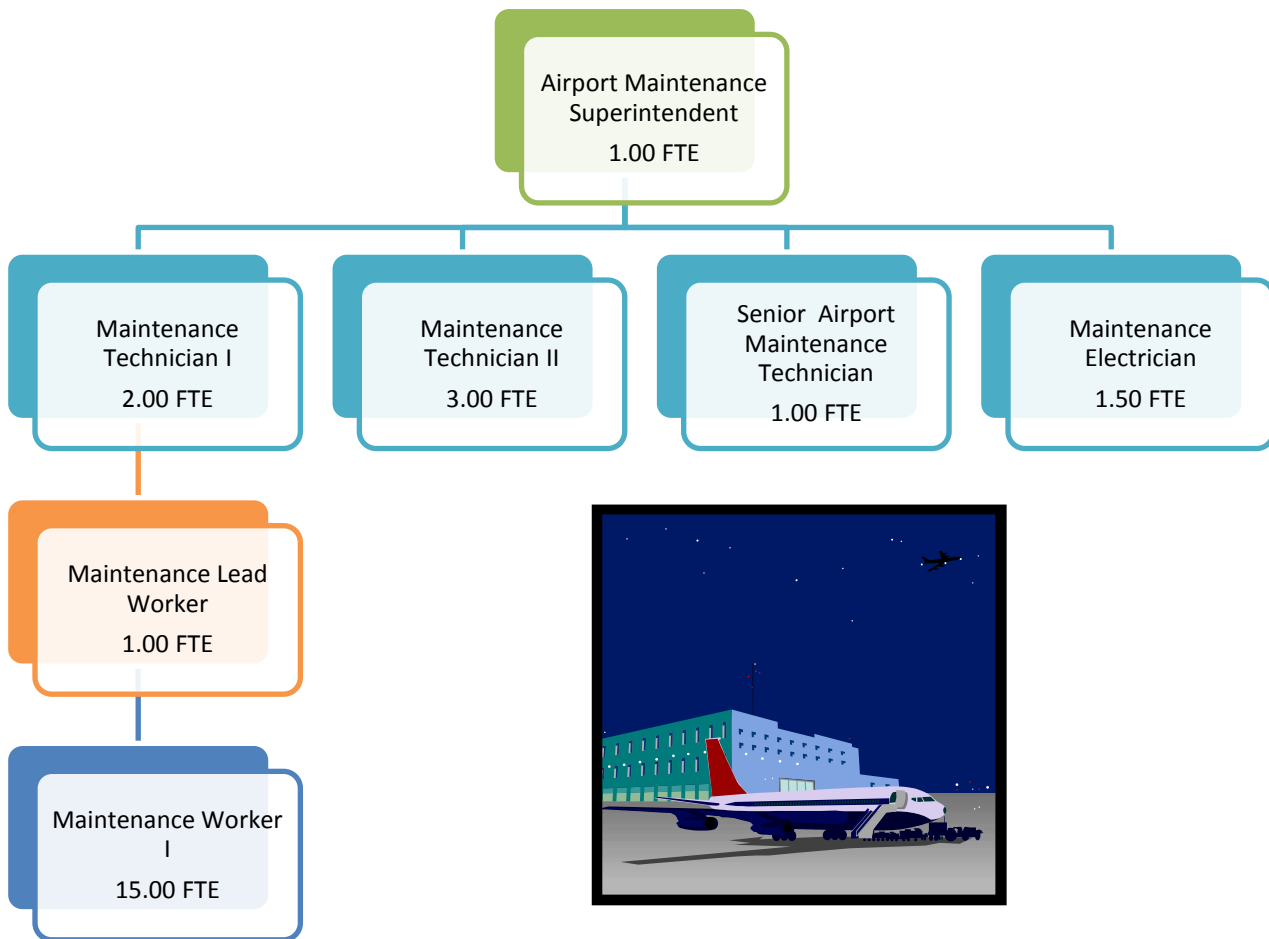 Airport Maintenance
Superintendent
1.00 FTE
Maintenance
Technician I
2.00 FTE
Maintenance
Technician II
3.00 FTE
Senior Airport
Maintenance
Technician
1.00 FTE
Maintenance
Electrician
1.50 FTE
Maintenance Lead
Worker
1.00 FTE
Maintenance Worker
I
15.00 FTE